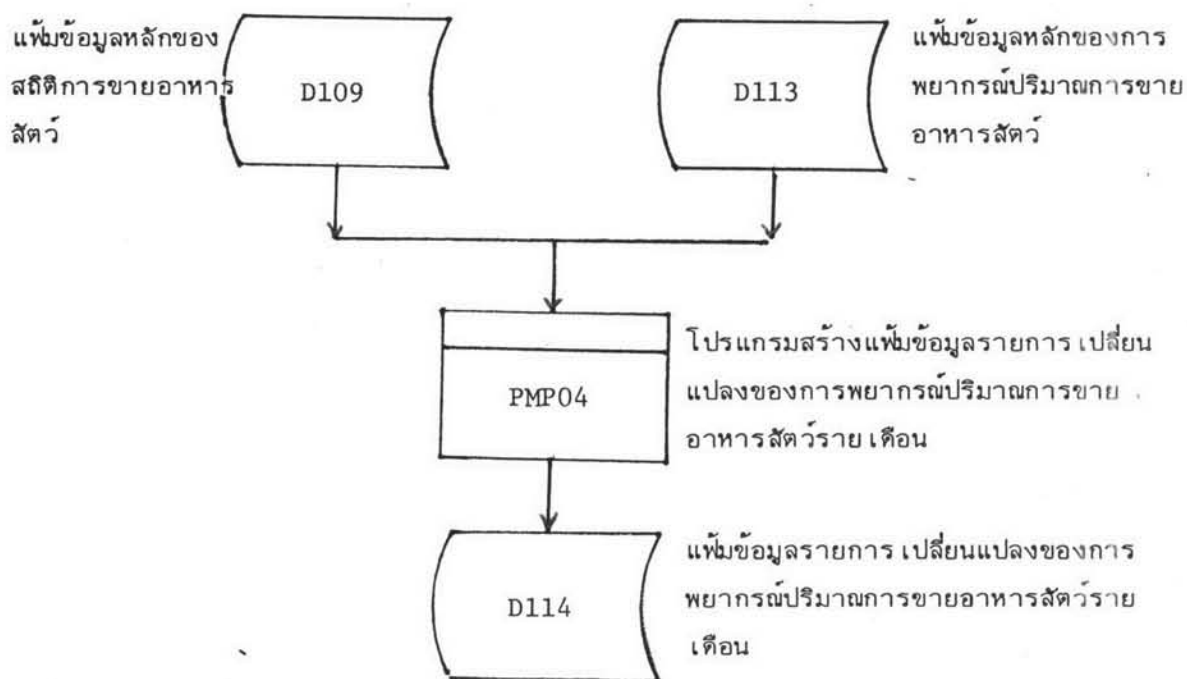 แฟ้มข้อมูลหลักของ
สถิติการขายอาหาร
สัตว์
D109
D113
แฟ้มข้อมูลหลักของการ
พยากรณ์ปริมาณการขาย
อาหารสัตว์
PMP04
โปรแกรมสร้างแฟ้มข้อมูลรายการ เปลี่ยน
แปลงของการพยากรณ์ปริมาณการขาย
อาหารสัตว์ราย เดือน
D114
แฟ้มข้อมูลรายการ เปลี่ยนแปลงของการ
พยากรณ์ปริมาณการขายอาหารสัตว์ราย
เดือน